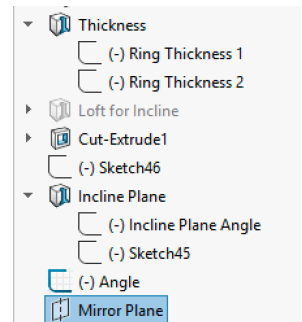 Thickness
(-) Ring Thickness 1
(-) Ring Thickness 2
Loft for Incline
Cut-Extrude1
(-) Sketch46
Incline Plane
(-) Incline Plane Angle
(-) Sketch45
(-) Angle
Mirror Plane